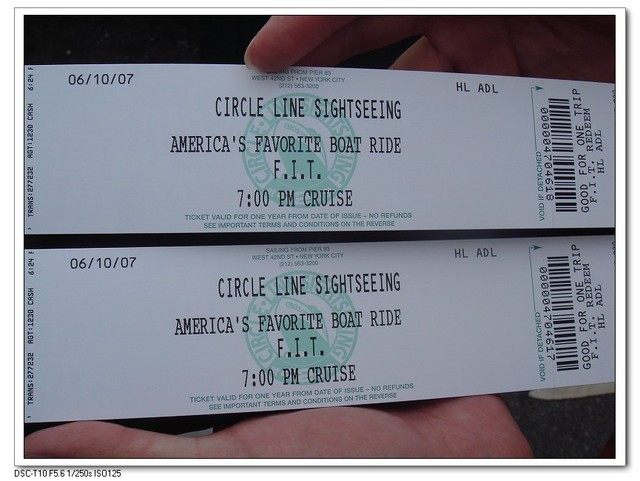 06/10/07
SAILING FROM PIER 83
WEST 42ND ST • NEW YORK CITY
(212) 563-3200
HL ADL
CIRCLE LINE SIGHTSEEING
AMERICA'S FAVORITE BOAT RIDE
F.I.T.
7:00 PM CRUISE
TICKET VALID FOR ONE YEAR FROM DATE OF ISSUE – NO REFUNDS
SEE IMPORTANT TERMS AND CONDITIONS ON THE REVERSE
TRANS:277232 AGT:1230 CASH 6:24 P
VOID IF DETACHED
0000004704618
GOOD FOR ONE TRIP
F.I.T. REDEEM
HL ADL
06/10/07
SAILING FROM PIER 83
WEST 42ND ST • NEW YORK CITY
(212) 563-3200
HL ADL
CIRCLE LINE SIGHTSEEING
AMERICA'S FAVORITE BOAT RIDE
F.I.T.
7:00 PM CRUISE
TICKET VALID FOR ONE YEAR FROM DATE OF ISSUE – NO REFUNDS
SEE IMPORTANT TERMS AND CONDITIONS ON THE REVERSE
TRANS:277232 AGT:1230 CASH 6:24 P
VOID IF DETACHED
0000004704617
GOOD FOR ONE TRIP
F.I.T. REDEEM
HL ADL
DSC-T10 F5.6 1/250s ISO125